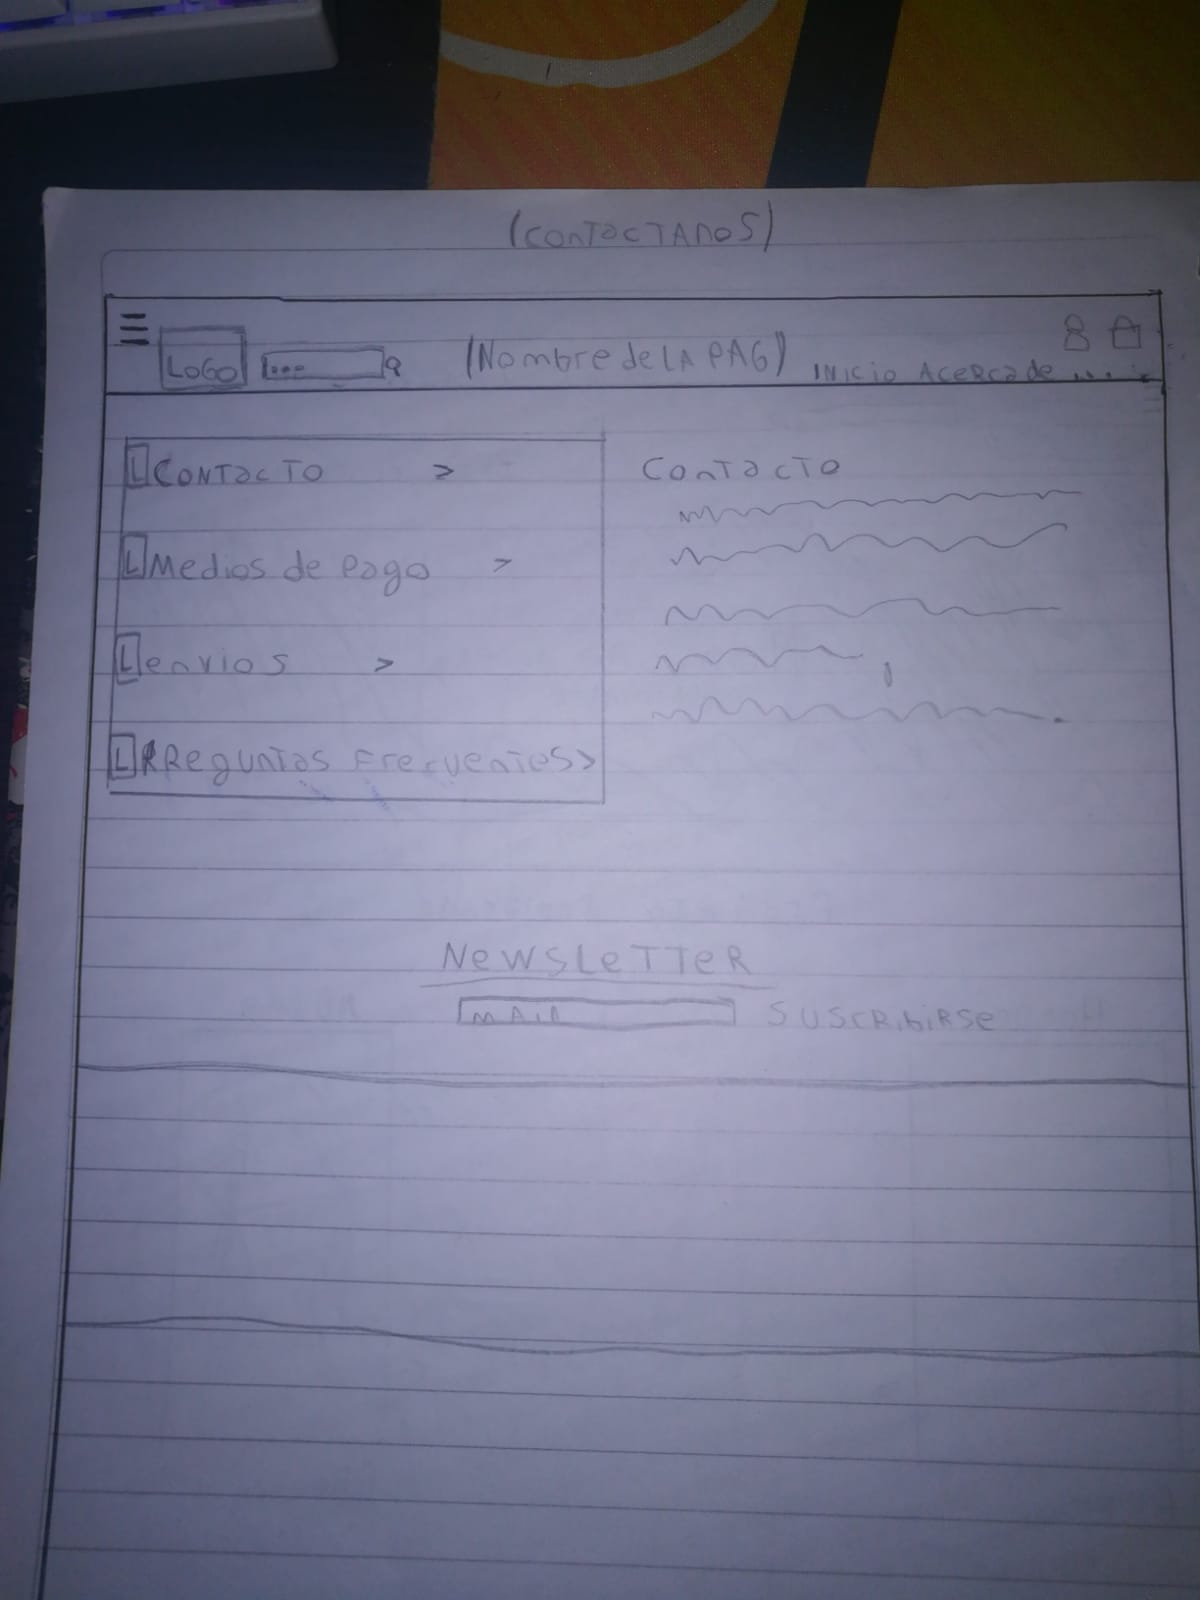 (CONTACTANOS)
LOGO
...
(Nombre de LA PAG)
INICIO Acerca de ...
L CONTACTO >
L Medios de Pago >
L envios >
L PReguntas Frecuentes >
Contacto
NewsLeTTeR
MAil
SUSCRibiRSe